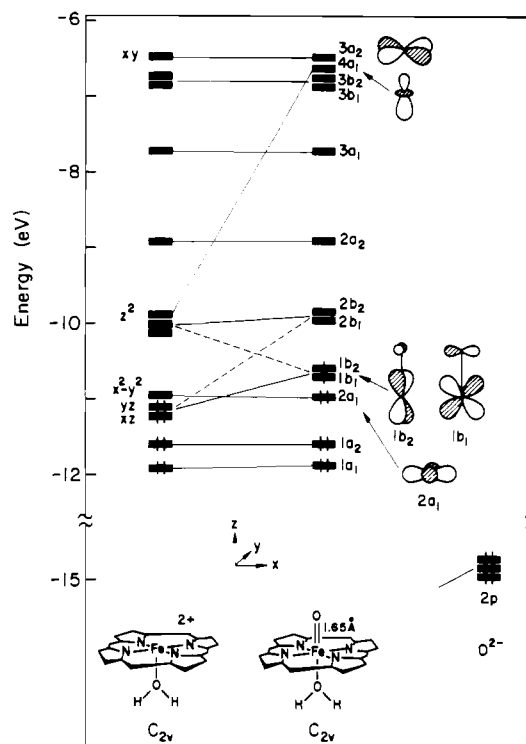 -6
-8
-10
-12
-15
Energy (eV)
xy
z²
x²-y²
yz
xz
3a₂
4a₁
3b₂
3b₁
3a₁
2a₂
2b₂
2b₁
1b₂
1b₁
2a₁
1a₂
1a₁
1b₂
1b₁
2a₁
≈
≈
z
y
x
2p
O²⁻
2+
N
N
Fe
N
N
O
H
H
C₂ᵥ
O
1.65Å
N
N
Fe
N
N
O
H
H
C₂ᵥ